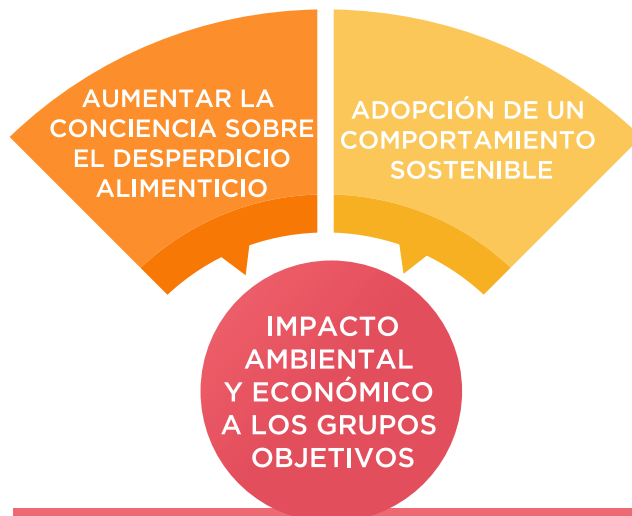 AUMENTAR LA
CONCIENCIA SOBRE
EL DESPERDICIO
ALIMENTICIO
ADOPCIÓN DE UN
COMPORTAMIENTO
SOSTENIBLE
IMPACTO
AMBIENTAL
Y ECONÓMICO
A LOS GRUPOS
OBJETIVOS